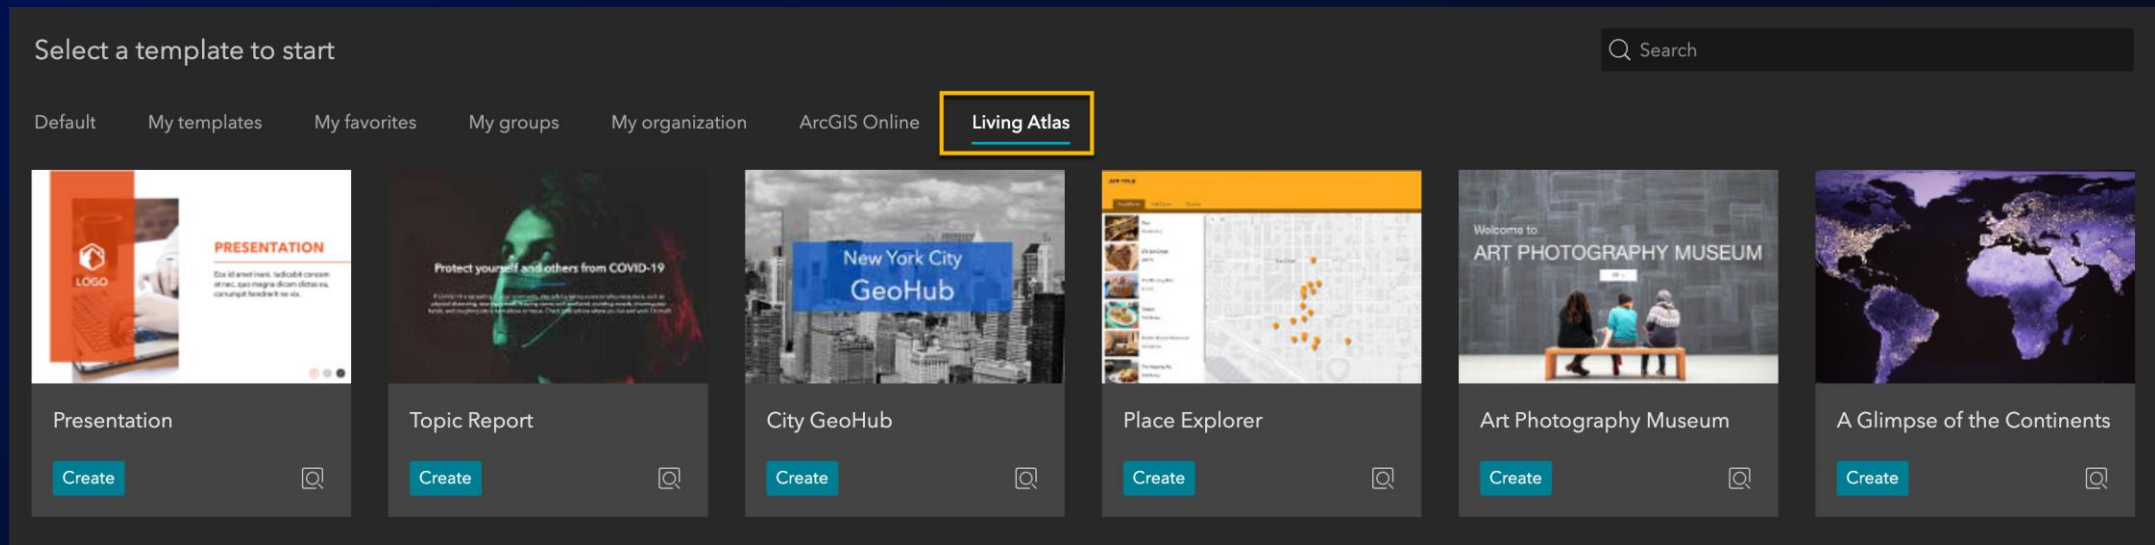 Select a template to start
Search
Default My templates My favorites My groups My organization ArcGIS Online Living Atlas
LOGO
PRESENTATION
Protect yourself and others from COVID-19
New York City
GeoHub
APP TITLE
Welcome to
ART PHOTOGRAPHY MUSEUM
Presentation
Create
Topic Report
Create
City GeoHub
Create
Place Explorer
Create
Art Photography Museum
Create
A Glimpse of the Continents
Create